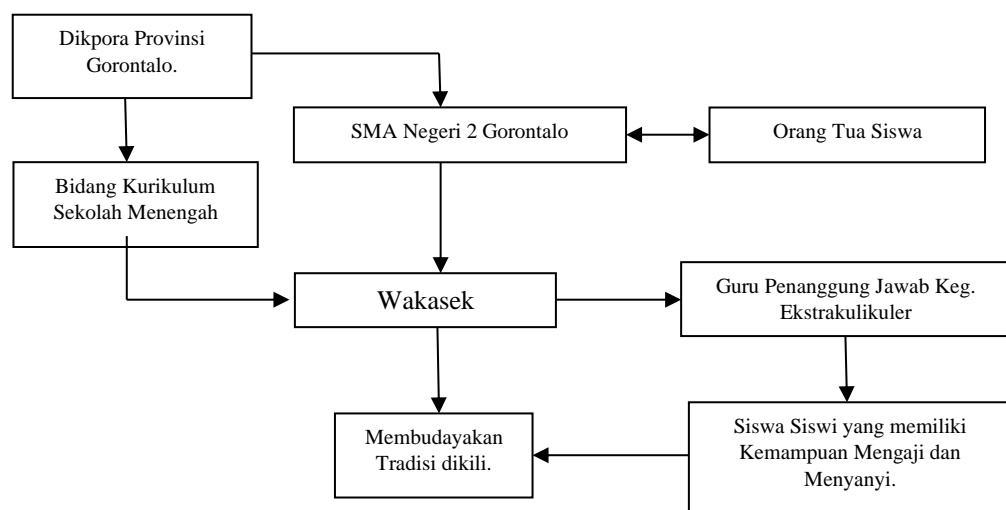 Dikpora Provinsi
Gorontalo.
SMA Negeri 2 Gorontalo
Orang Tua Siswa
Bidang Kurikulum
Sekolah Menengah
Wakasek
Guru Penanggung Jawab Keg.
Ekstrakulikuler
Membudayakan
Tradisi dikili.
Siswa Siswi yang memiliki
Kemampuan Mengaji dan
Menyanyi.